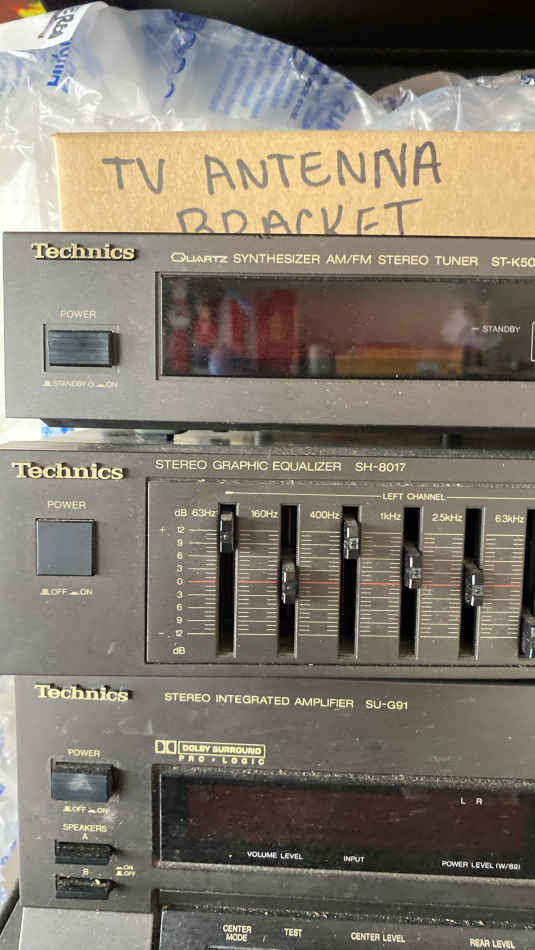 TV ANTENNA
BRACKET
Technics
QUARTZ SYNTHESIZER AM/FM STEREO TUNER ST-K50
POWER
STANDBY
STANDBY ON
Technics
STEREO GRAPHIC EQUALIZER SH-8017
POWER
OFF ON
LEFT CHANNEL
dB 63Hz 160Hz 400Hz 1kHz 2.5kHz 6.3kHz
+ 12
9
6
3
0
3
6
9
- 12
dB
Technics
STEREO INTEGRATED AMPLIFIER SU-G91
POWER
OFF ON
DOLBY SURROUND
PRO • LOGIC
SPEAKERS
A
ON
OFF
B
L R
VOLUME LEVEL INPUT POWER LEVEL (W/8Ω)
CENTER MODE TEST CENTER LEVEL REAR LEVEL